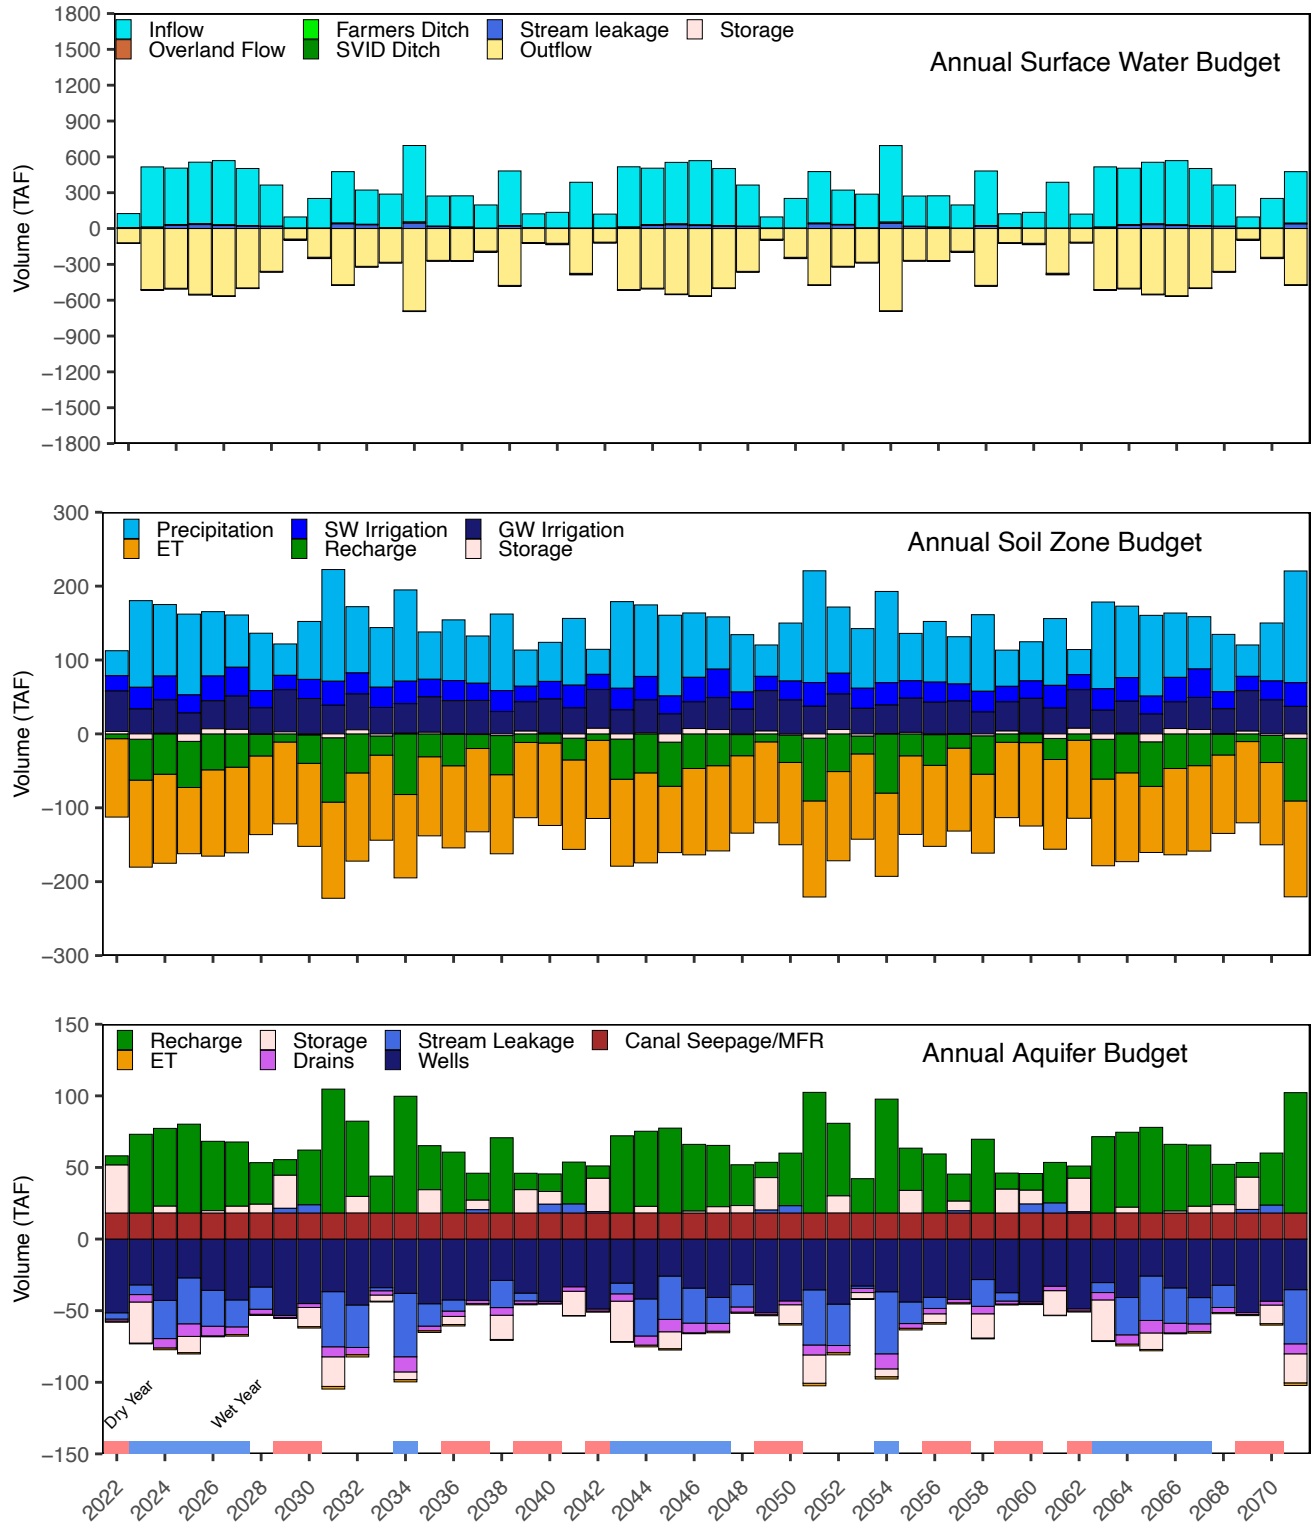 1800
1500
1200
900
600
300
0
−300
−600
−900
−1200
−1500
−1800
Volume (TAF)
Inflow Farmers Ditch Stream leakage Storage
Overland Flow SVID Ditch Outflow
Annual Surface Water Budget
300
200
100
0
−100
−200
−300
Volume (TAF)
Precipitation SW Irrigation GW Irrigation
ET Recharge Storage
Annual Soil Zone Budget
150
100
50
0
−50
−100
−150
Volume (TAF)
Recharge Storage Stream Leakage Canal Seepage/MFR
ET Drains Wells
Annual Aquifer Budget
Dry Year
Wet Year
2022 2024 2026 2028 2030 2032 2034 2036 2038 2040 2042 2044 2046 2048 2050 2052 2054 2056 2058 2060 2062 2064 2066 2068 2070